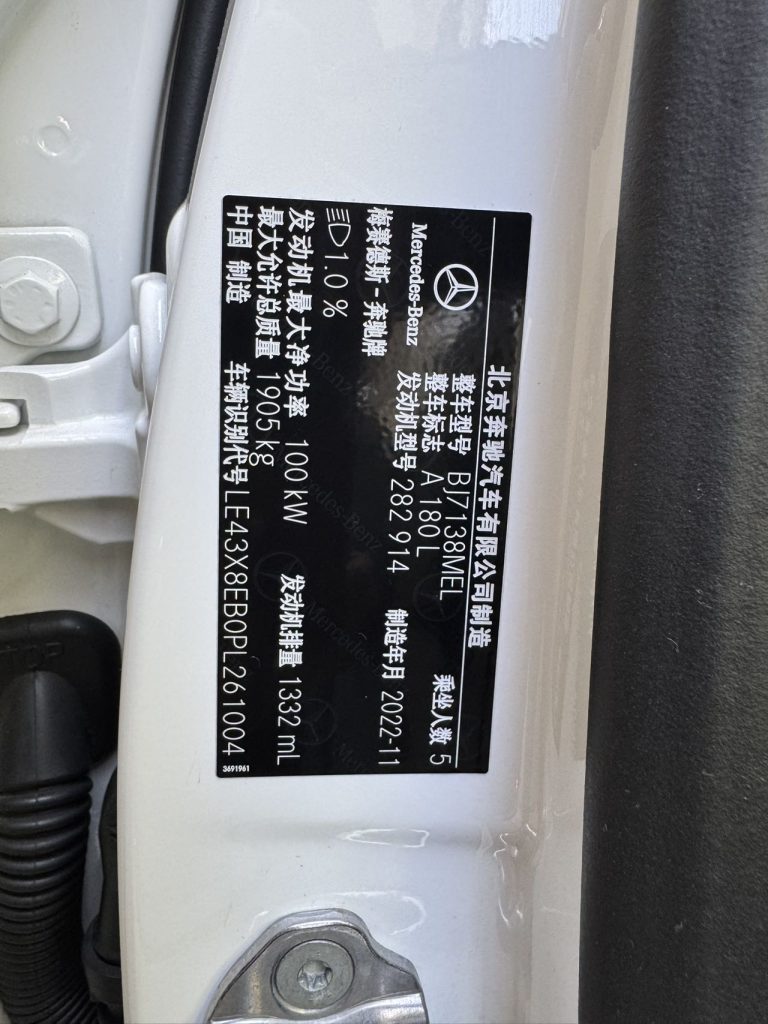 北京奔驰汽车有限公司制造
Mercedes-Benz
梅赛德斯-奔驰牌
整车型号 BJ7138MEL
整车标志 A 180 L
乘坐人数 5
发动机型号 282 914
制造年月 2022-11
1.0 %
发动机最大净功率 100 kW
发动机排量 1332 mL
最大允许总质量 1905 kg
中国 制造
车辆识别代号 LE43X8EB0PL261004
3691961